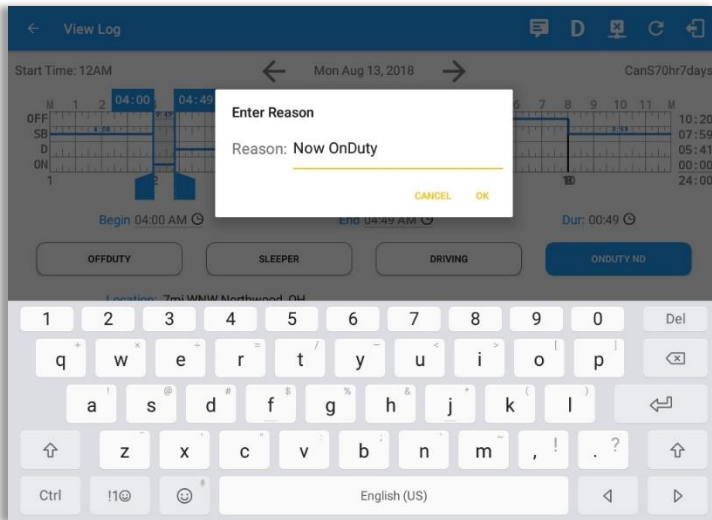 View Log
D
Start Time: 12AM
Mon Aug 13, 2018
CanS70hr7days
M 1 2 04:00 04:49 6 7 8 9 10 11 M
OFF 10:20
SB 07:59
D 05:41
ON 00:00
1 2 24:00
Enter Reason
Reason: Now OnDuty
CANCEL OK
Begin 04:00 AM End 04:49 AM Dur: 00:49
OFFDUTY SLEEPER DRIVING ONDUTY ND
Location: 7mi WNW Northwood, OH
1 2 3 4 5 6 7 8 9 0 Del
q w e r t y u i o p
a s d f g h j k l
z x c v b n m , ! . ?
Ctrl !1☺ English (US)